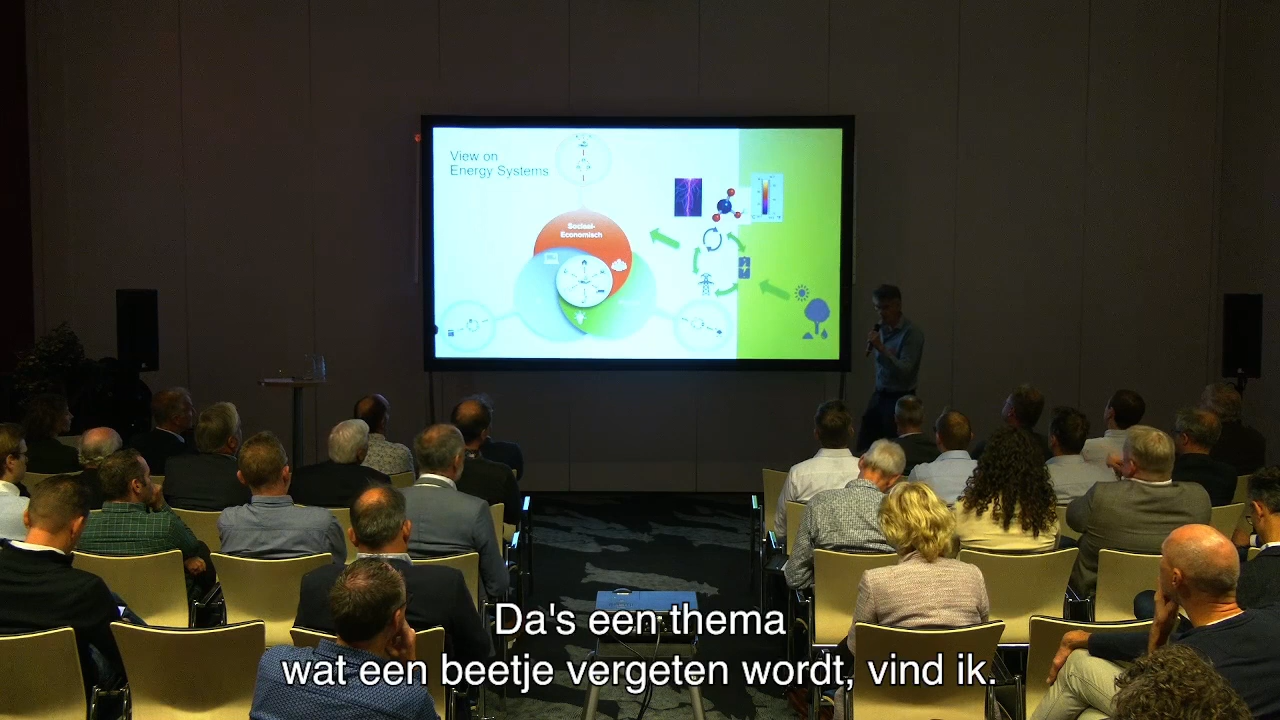 View on
Energy Systems
Sociaal-
Economisch
Da's een thema
wat een beetje vergeten wordt, vind ik.